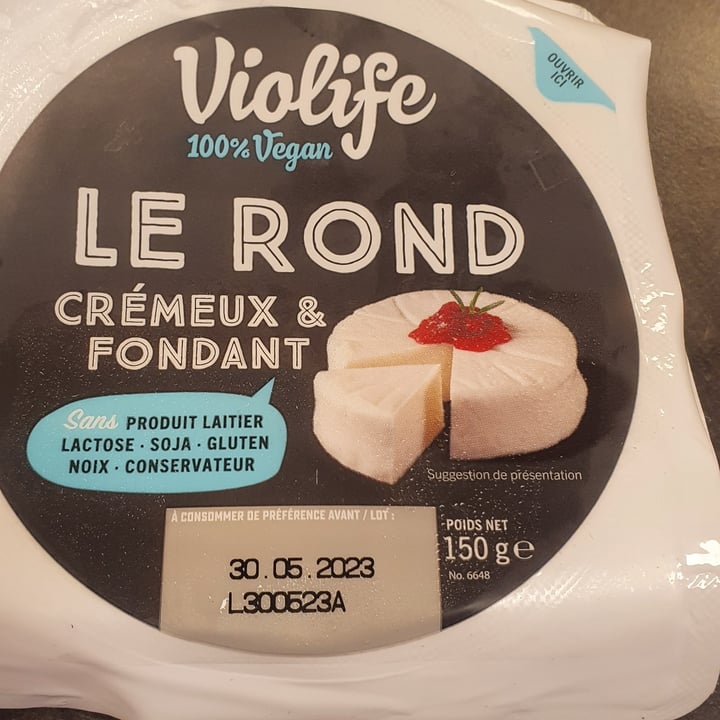 Violife
100% Vegan
OUVRIR
ICI
LE ROND
CRÉMEUX &
FONDANT
Sans PRODUIT LAITIER
LACTOSE · SOJA · GLUTEN
NOIX · CONSERVATEUR
Suggestion de présentation
À CONSOMMER DE PRÉFÉRENCE AVANT / LOT :
30.05.2023
L300523A
POIDS NET
150 g e
No. 6648